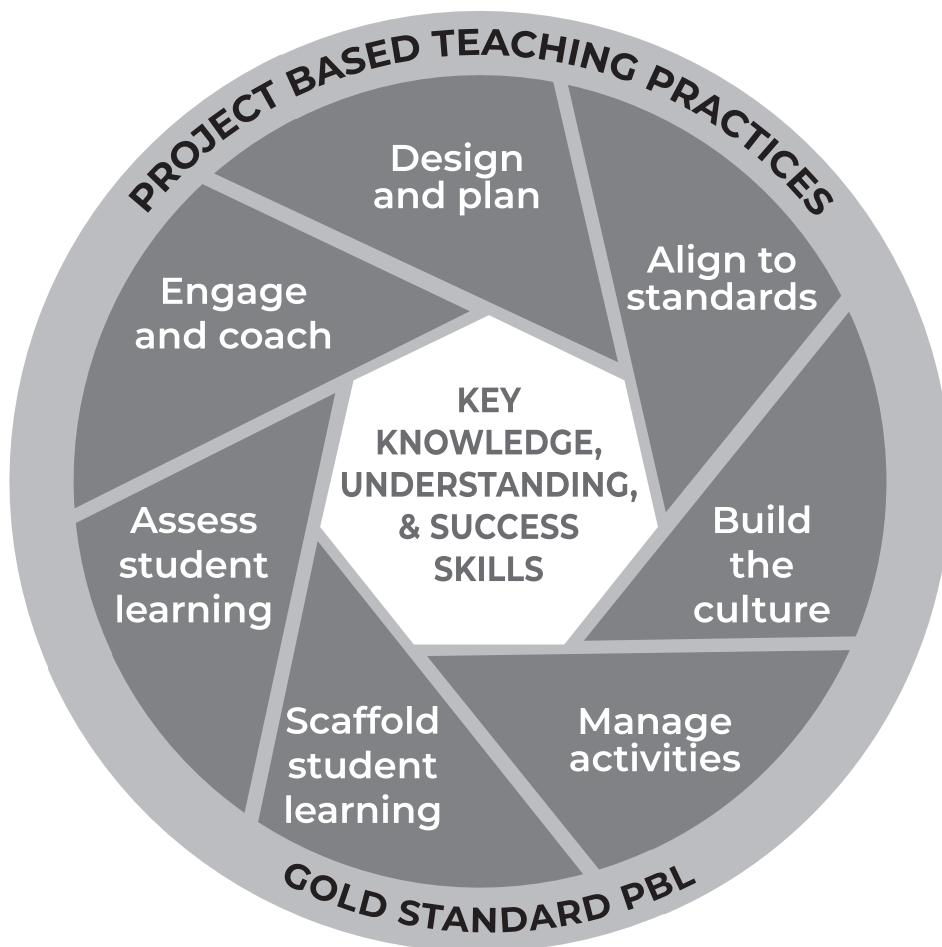 PROJECT BASED TEACHING PRACTICES
Design
and plan
Align to
standards
Build
the
culture
Manage
activities
Scaffold
student
learning
Assess
student
learning
Engage
and coach
KEY
KNOWLEDGE,
UNDERSTANDING,
& SUCCESS
SKILLS
GOLD STANDARD PBL